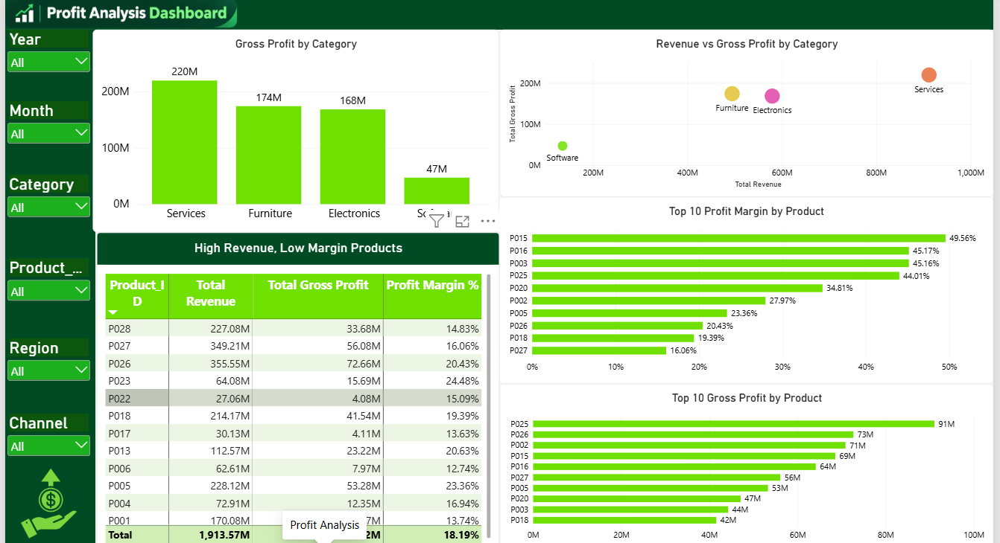 Profit Analysis Dashboard
Year
All
Month
All
Category
All
Product_...
All
Region
All
Channel
All
Gross Profit by Category
220M
174M
168M
47M
200M
100M
0M
Services
Furniture
Electronics
Revenue vs Gross Profit by Category
Total Gross Profit
200M
100M
0M
Services
Furniture
Electronics
Software
200M
400M
600M
800M
1,000M
Total Revenue
High Revenue, Low Margin Products
Product_I
D
Total
Revenue
Total Gross Profit
Profit Margin %
P028 227.08M 33.68M 14.83%
P027 349.21M 56.08M 16.06%
P026 355.55M 72.66M 20.43%
P023 64.08M 15.69M 24.48%
P022 27.06M 4.08M 15.09%
P018 214.17M 41.54M 19.39%
P017 30.13M 4.11M 13.63%
P013 112.57M 23.22M 20.63%
P006 62.61M 7.97M 12.74%
P005 228.12M 53.28M 23.36%
P004 72.91M 12.35M 16.94%
P001 170.08M 13.74%
Total 1,913.57M 18.19%
Profit Analysis
Top 10 Profit Margin by Product
P015 49.56%
P016 45.17%
P003 45.16%
P025 44.01%
P020 34.81%
P002 27.97%
P005 23.36%
P026 20.43%
P018 19.39%
P027 16.06%
0% 10% 20% 30% 40% 50%
Top 10 Gross Profit by Product
P025 91M
P026 73M
P002 71M
P015 69M
P016 64M
P027 56M
P005 53M
P020 47M
P003 44M
P018 42M
0M 20M 40M 60M 80M 100M